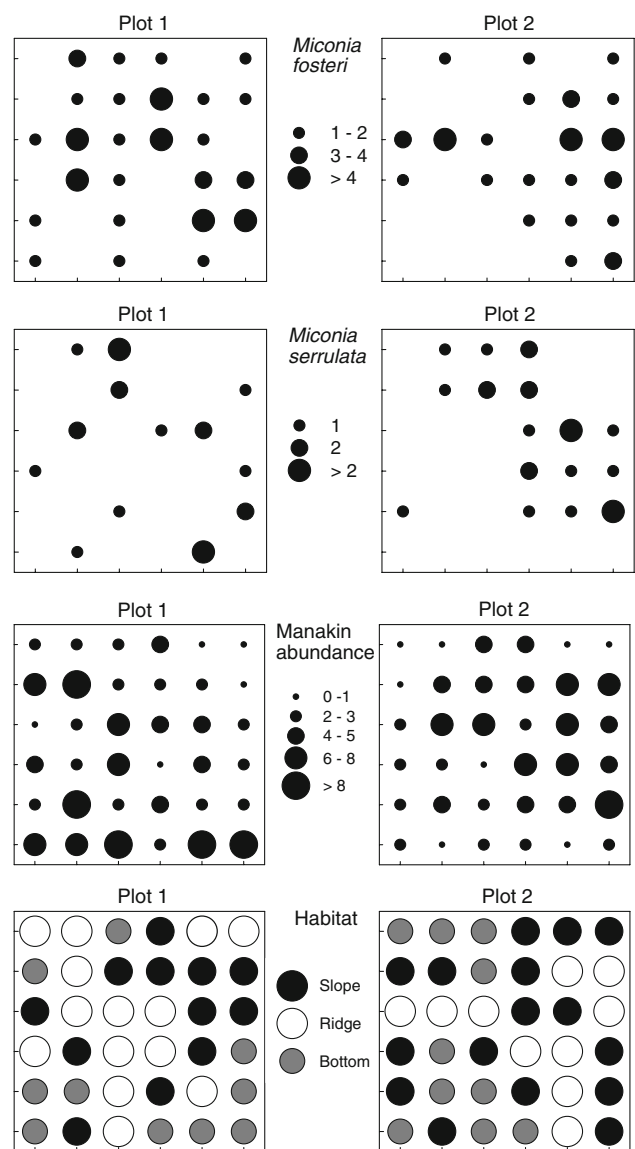 Plot 1
Miconia
fosteri
Plot 2
1 - 2
3 - 4
> 4
Plot 1
Miconia
serrulata
Plot 2
1
2
> 2
Plot 1
Manakin
abundance
Plot 2
0 -1
2 - 3
4 - 5
6 - 8
> 8
Plot 1
Habitat
Plot 2
Slope
Ridge
Bottom